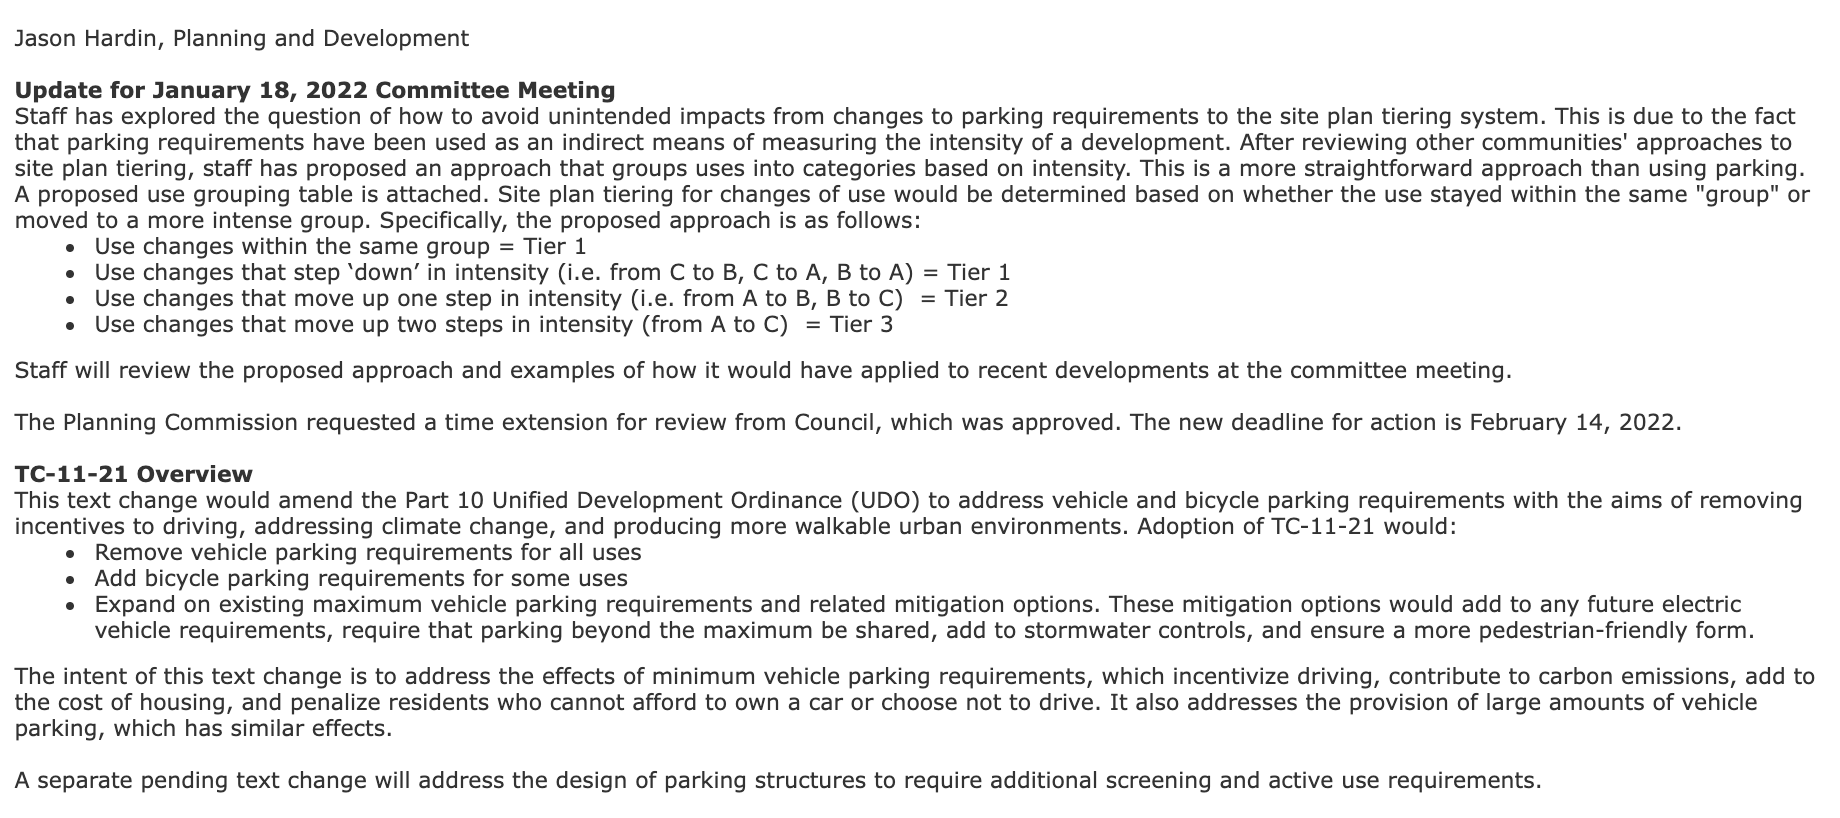 Jason Hardin, Planning and Development
Update for January 18, 2022 Committee Meeting
Staff has explored the question of how to avoid unintended impacts from changes to parking requirements to the site plan tiering system. This is due to the fact
that parking requirements have been used as an indirect means of measuring the intensity of a development. After reviewing other communities' approaches to
site plan tiering, staff has proposed an approach that groups uses into categories based on intensity. This is a more straightforward approach than using parking.
A proposed use grouping table is attached. Site plan tiering for changes of use would be determined based on whether the use stayed within the same "group" or
moved to a more intense group. Specifically, the proposed approach is as follows:
• Use changes within the same group = Tier 1
• Use changes that step ‘down’ in intensity (i.e. from C to B, C to A, B to A) = Tier 1
• Use changes that move up one step in intensity (i.e. from A to B, B to C)  = Tier 2
• Use changes that move up two steps in intensity (from A to C)  = Tier 3
Staff will review the proposed approach and examples of how it would have applied to recent developments at the committee meeting.
The Planning Commission requested a time extension for review from Council, which was approved. The new deadline for action is February 14, 2022.
TC-11-21 Overview
This text change would amend the Part 10 Unified Development Ordinance (UDO) to address vehicle and bicycle parking requirements with the aims of removing
incentives to driving, addressing climate change, and producing more walkable urban environments. Adoption of TC-11-21 would:
• Remove vehicle parking requirements for all uses
• Add bicycle parking requirements for some uses
• Expand on existing maximum vehicle parking requirements and related mitigation options. These mitigation options would add to any future electric
vehicle requirements, require that parking beyond the maximum be shared, add to stormwater controls, and ensure a more pedestrian-friendly form.
The intent of this text change is to address the effects of minimum vehicle parking requirements, which incentivize driving, contribute to carbon emissions, add to
the cost of housing, and penalize residents who cannot afford to own a car or choose not to drive. It also addresses the provision of large amounts of vehicle
parking, which has similar effects.
A separate pending text change will address the design of parking structures to require additional screening and active use requirements.